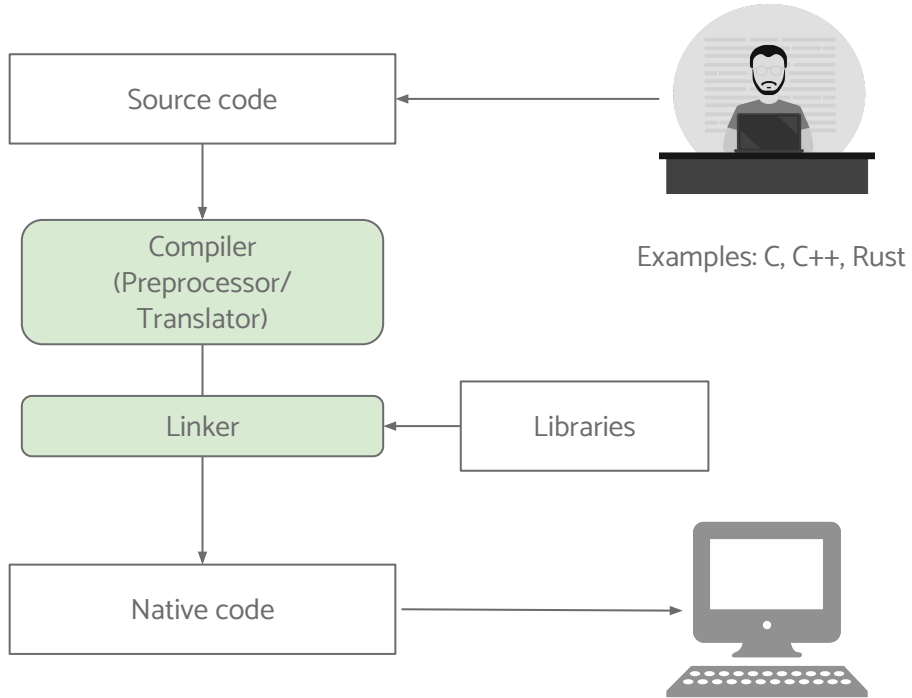 Source code
Compiler
(Preprocessor/
Translator)
Examples: C, C++, Rust
Linker
Libraries
Native code